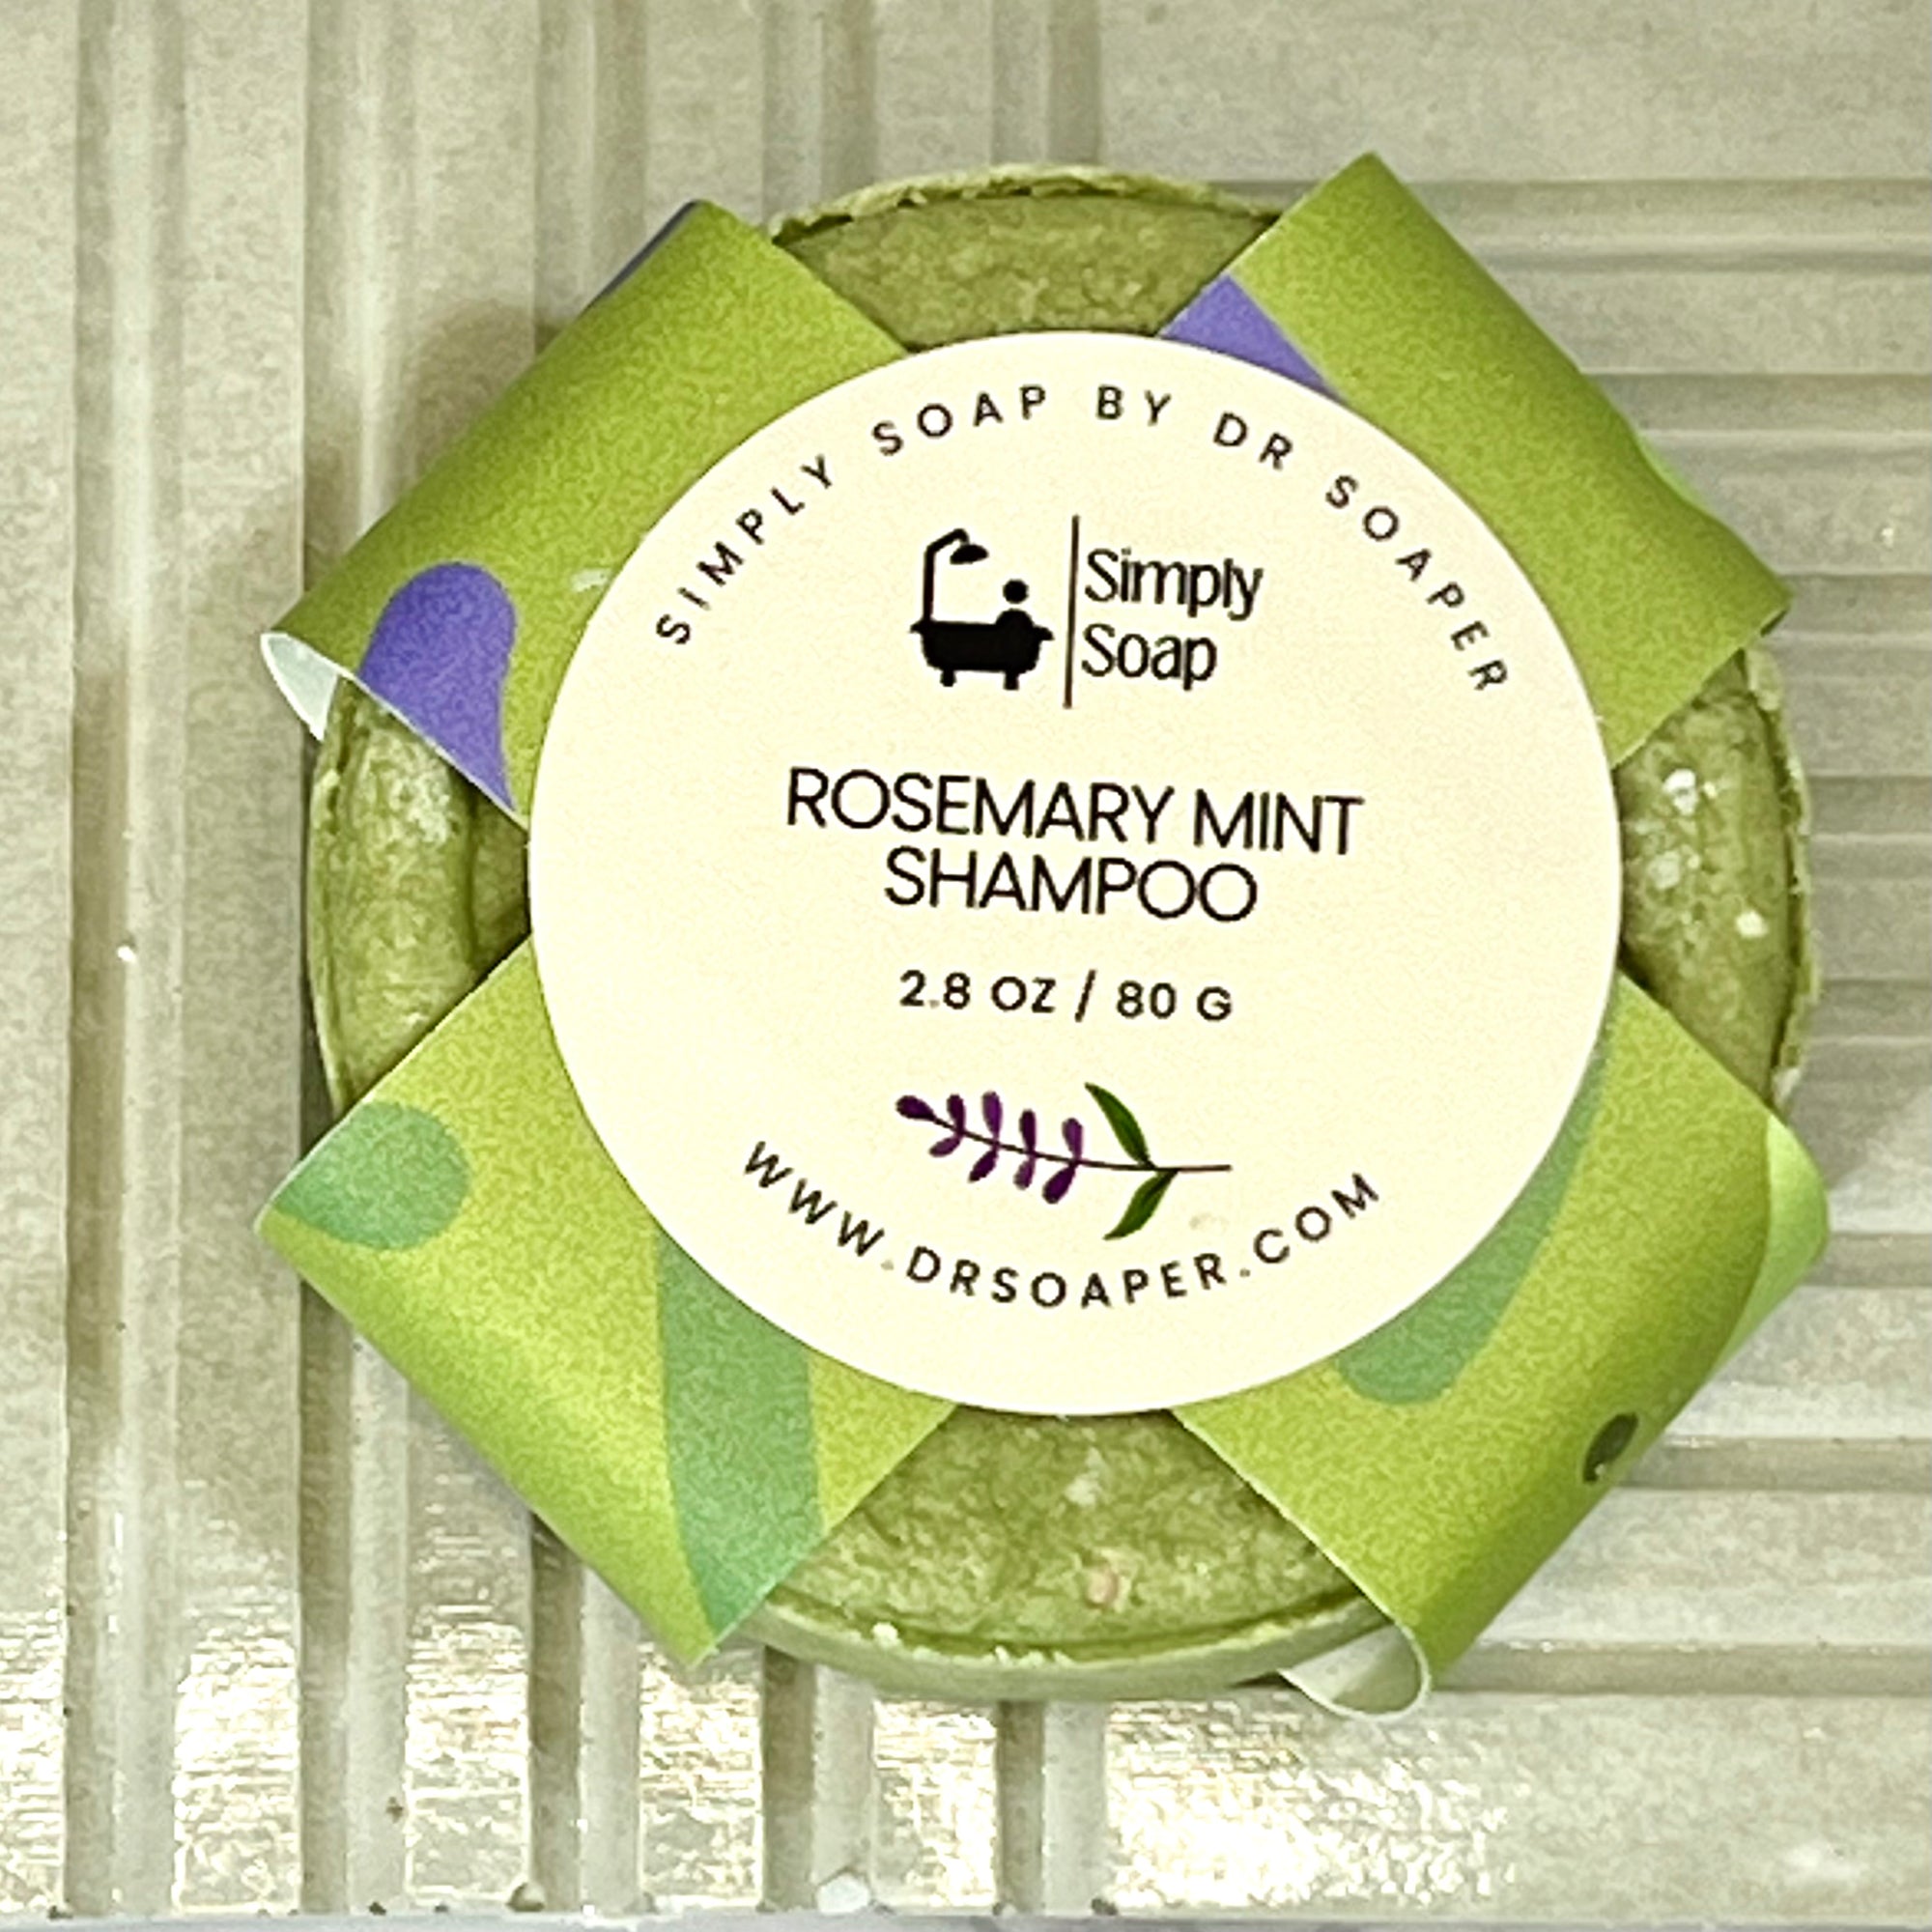 SIMPLY SOAP BY DR SOAPER
Simply
Soap
ROSEMARY MINT
SHAMPOO
2.8 OZ / 80 G
WWW.DRSOAPER.COM